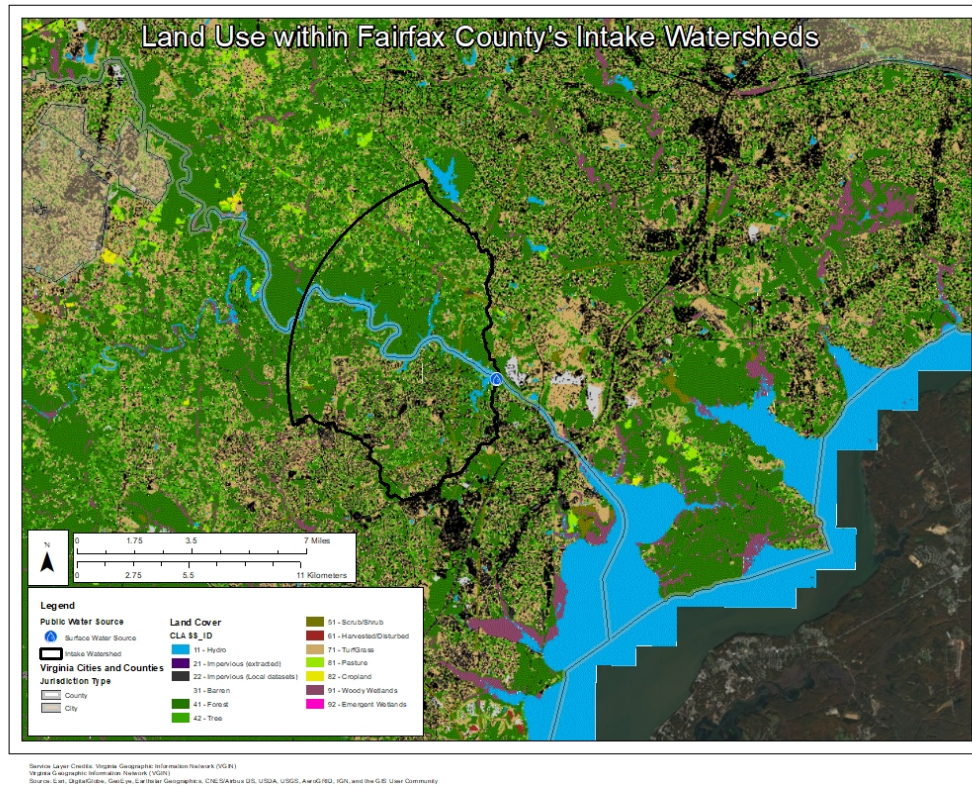 Land Use within Fairfax County's Intake Watersheds
N
0 1.75 3.5 7 Miles
0 2.75 5.5 11 Kilometers
Legend
Public Water Source
Surface Water Source
Intake Watershed
Virginia Cities and Counties
Jurisdiction Type
County
City
Land Cover
CLASS_ID
11 - Hydro
21 - Impervious (extracted)
22 - Impervious (Local datasets)
31 - Barren
41 - Forest
42 - Tree
51 - Scrub/Shrub
61 - Harvested/Disturbed
71 - TurfGrass
81 - Pasture
82 - Cropland
91 - Woody Wetlands
92 - Emergent Wetlands
Service Layer Credits: Virginia Geographic Information Network (VGIN)
Virginia Geographic Information Network (VGIN)
Source: Esri, DigitalGlobe, GeoEye, Earthstar Geographics, CNES/Airbus DS, USDA, USGS, AeroGRID, IGN, and the GIS User Community